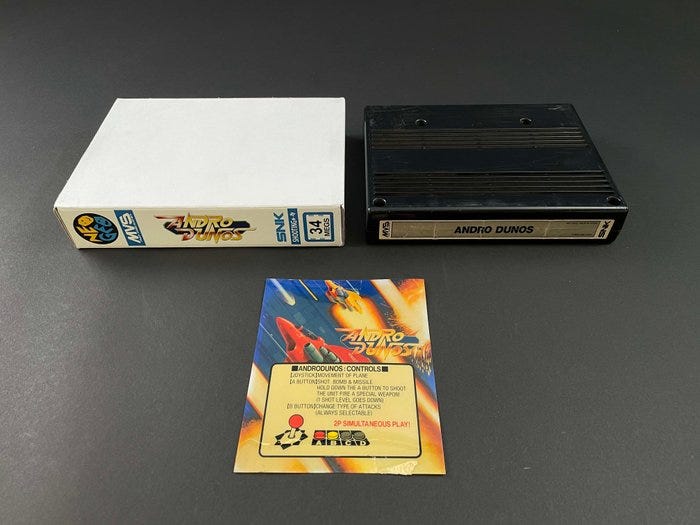 NEO
GEO
MVS
ANDRO
DUNOS
SNK
SHOOTING
34
MEGS
MVS
ANDRO DUNOS
SNK
ANDRO
DUNOS
■ANDRODUNOS:CONTROLS■
[JOYSTICK]MOVEMENT OF PLANE
[A BUTTON]SHOT BOMB & MISSILE
HOLD DOWN THE A BUTTON TO SHOOT
THE UNIT FIRE A SPECIAL WEAPON!
(1 SHOT LEVEL GOES DOWN)
[B BUTTON]CHANGE TYPE OF ATTACKS
(ALWAYS SELECTABLE)
2P SIMULTANEOUS PLAY!
A B C D